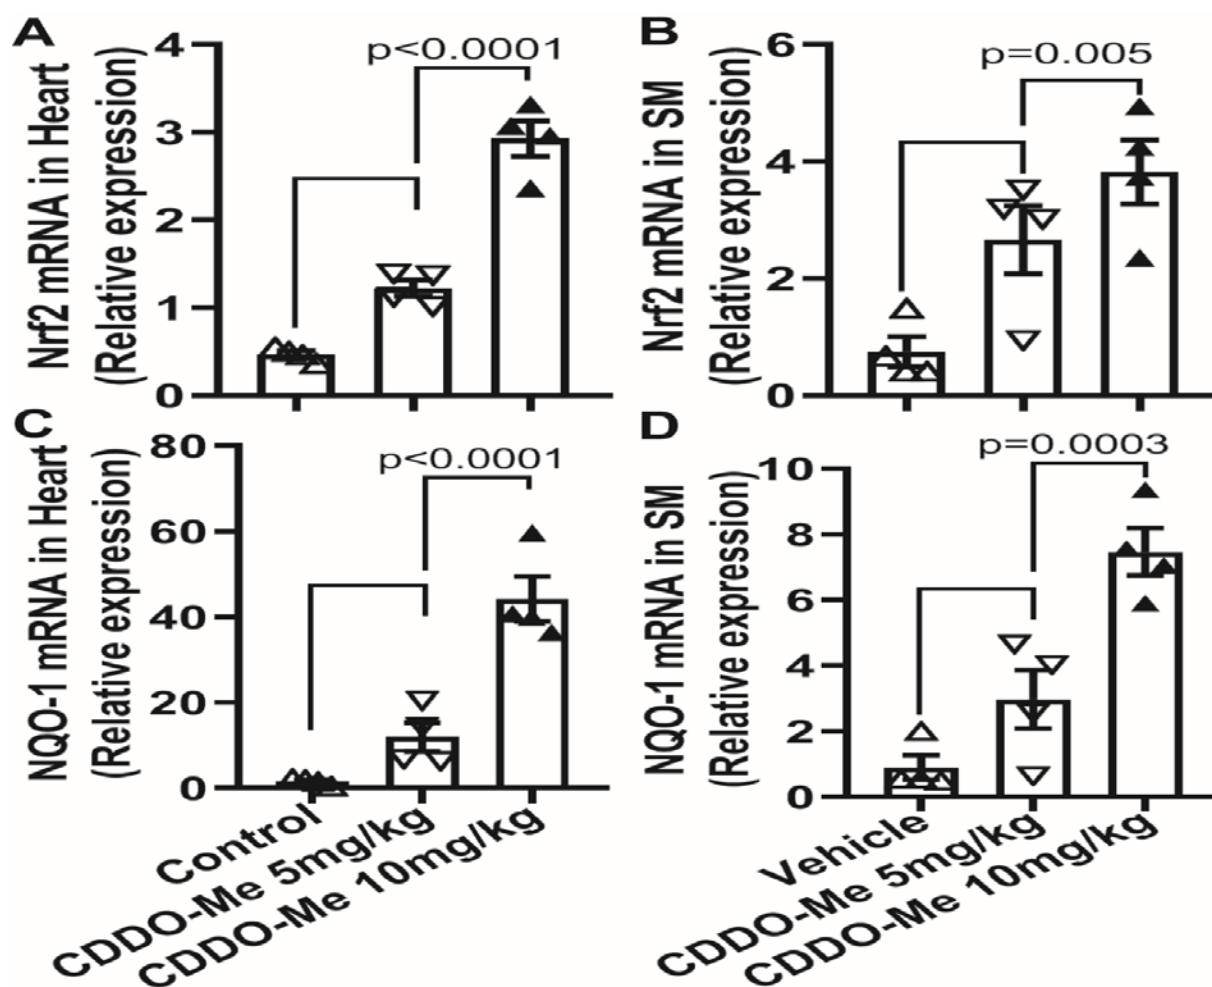 A
Nrf2 mRNA in Heart
(Relative expression)
4
3
2
1
0
p<0.0001
B
Nrf2 mRNA in SM
(Relative expression)
6
4
2
0
p=0.005
C
NQO-1 mRNA in Heart
(Relative expression)
80
60
40
20
0
p<0.0001
Control
CDDO-Me 5mg/kg
CDDO-Me 10mg/kg
D
NQO-1 mRNA in SM
(Relative expression)
10
8
6
4
2
0
p=0.0003
Vehicle
CDDO-Me 5mg/kg
CDDO-Me 10mg/kg